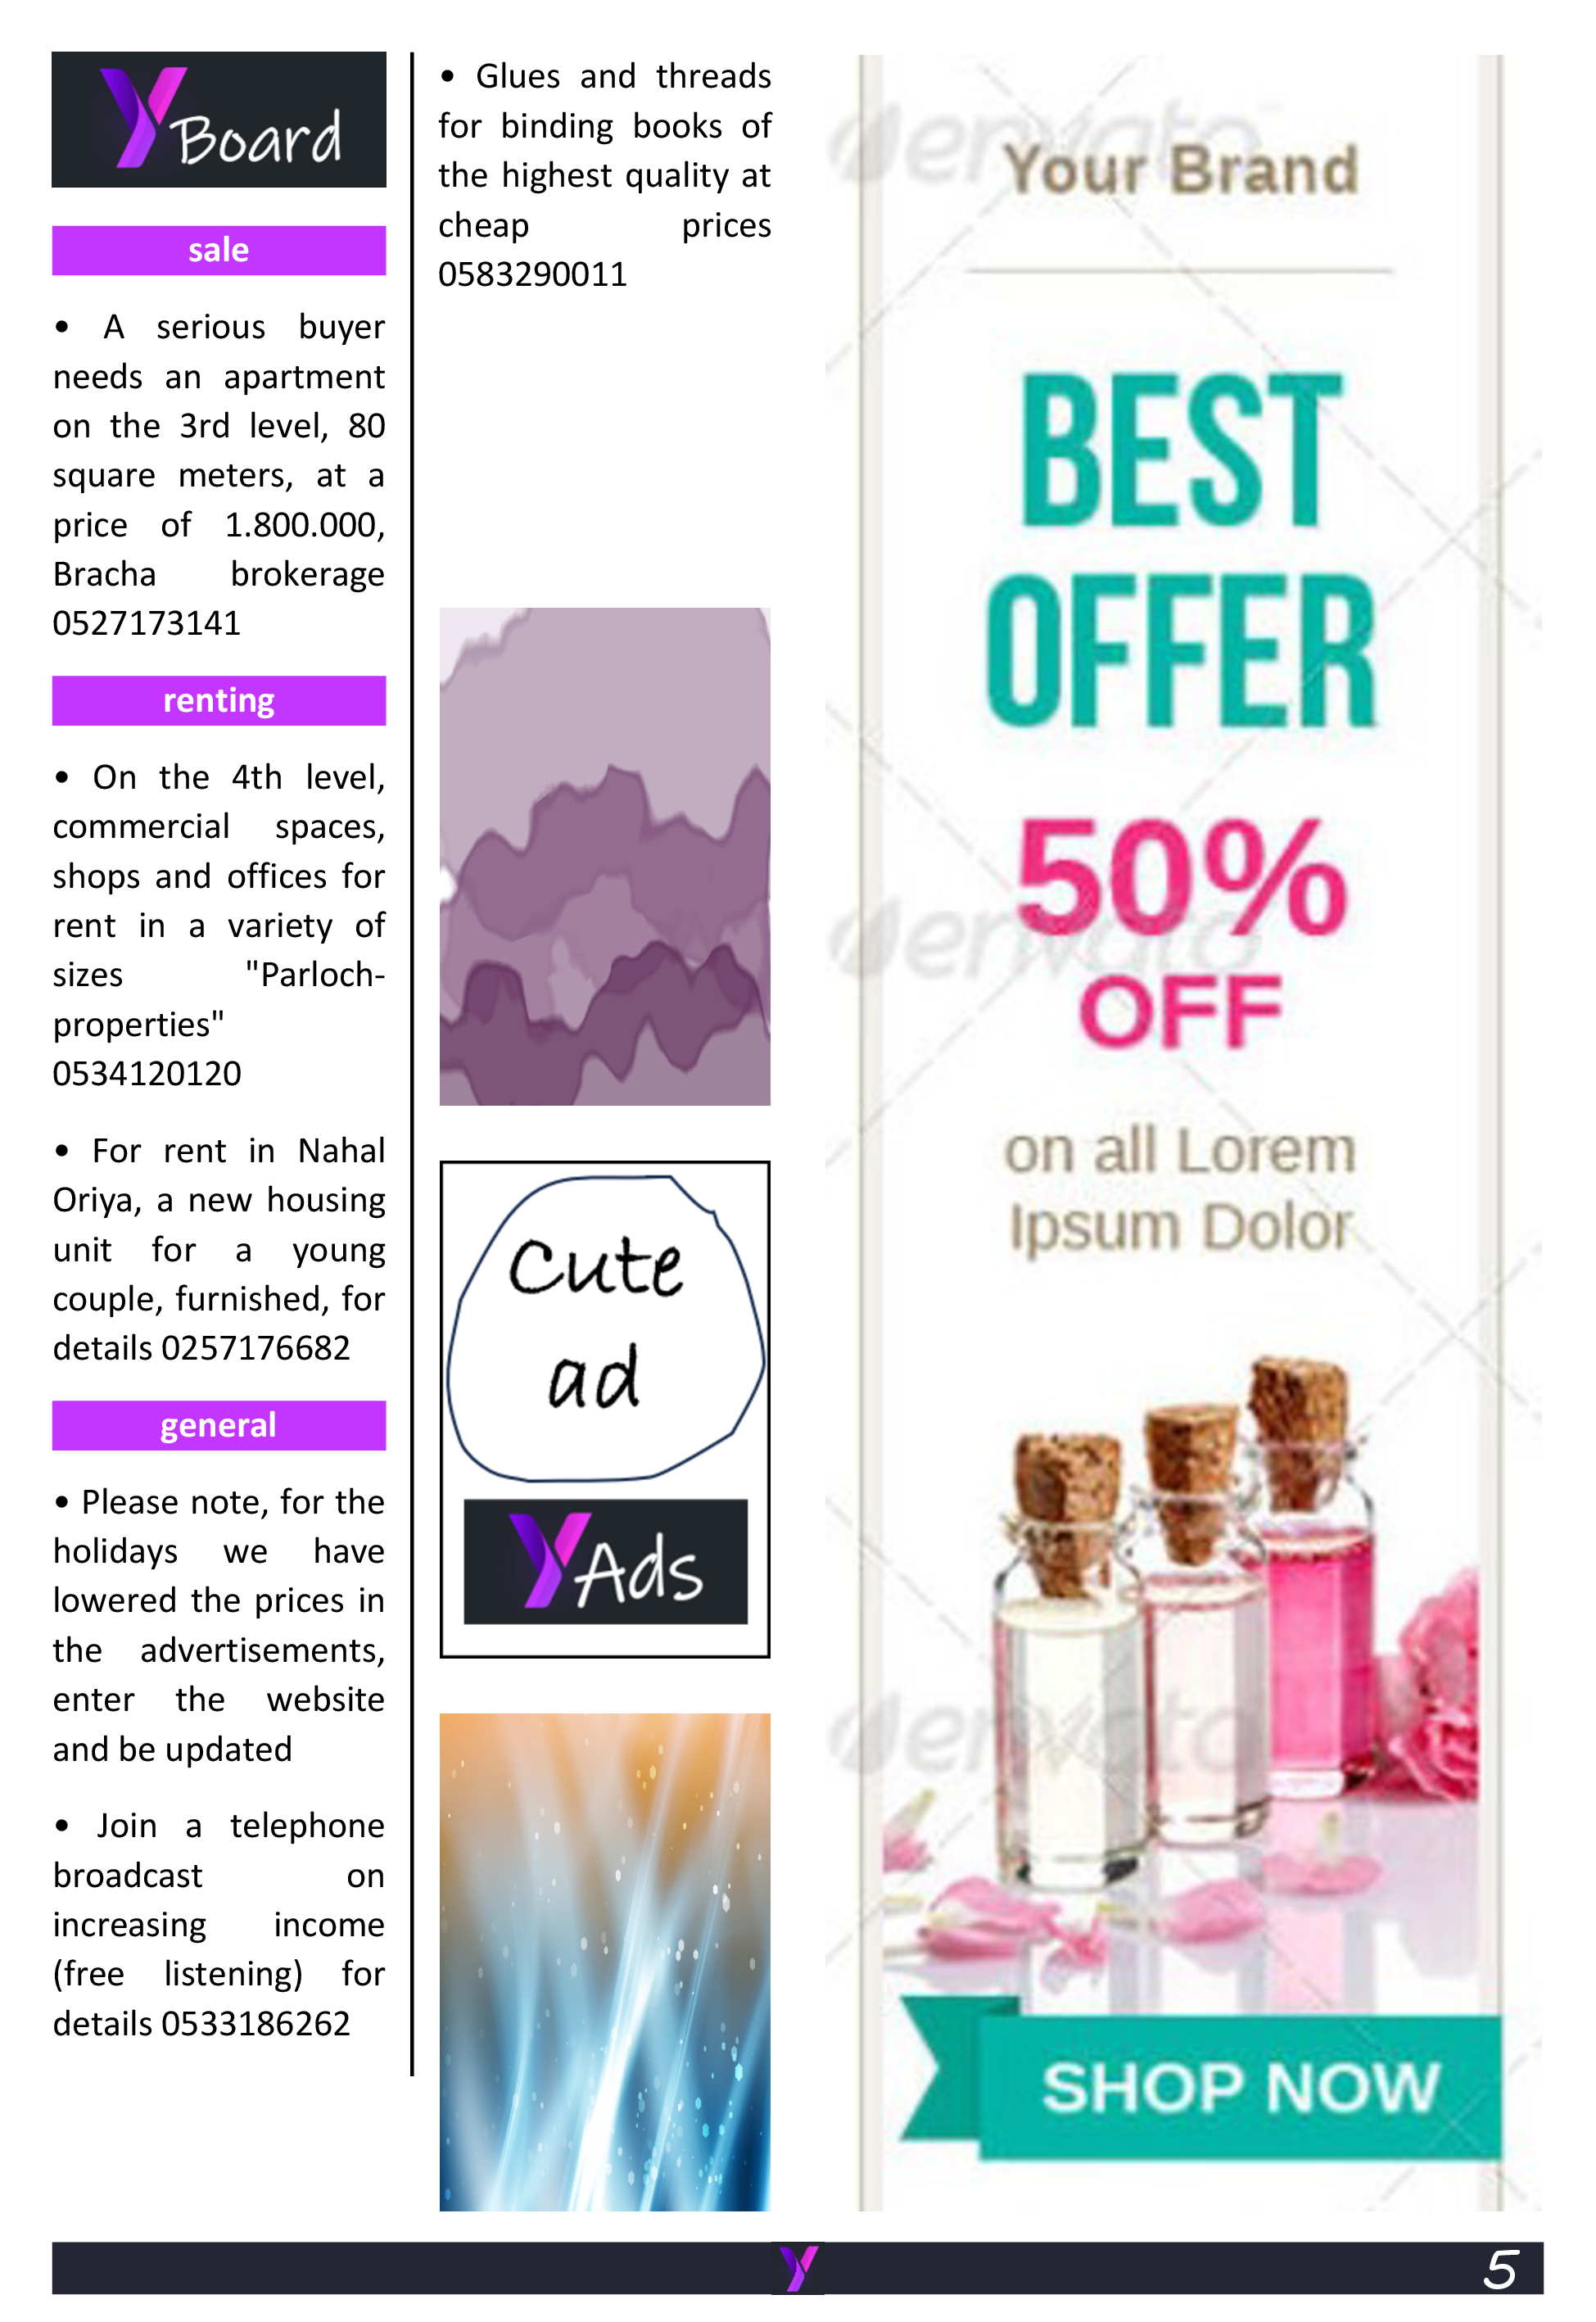 Y Board
sale
• A serious buyer
needs an apartment
on the 3rd level, 80
square meters, at a
price of 1.800.000,
Bracha brokerage
0527173141
renting
• On the 4th level,
commercial spaces,
shops and offices for
rent in a variety of
sizes "Parloch-
properties"
0534120120
• For rent in Nahal
Oriya, a new housing
unit for a young
couple, furnished, for
details 0257176682
general
• Please note, for the
holidays we have
lowered the prices in
the advertisements,
enter the website
and be updated
• Join a telephone
broadcast on
increasing income
(free listening) for
details 0533186262
• Glues and threads
for binding books of
the highest quality at
cheap prices
0583290011
Cute
ad
Y Ads
envato
Your Brand
BEST
OFFER
50%
envato
OFF
on all Lorem
Ipsum Dolor
envato
SHOP NOW
Y
5